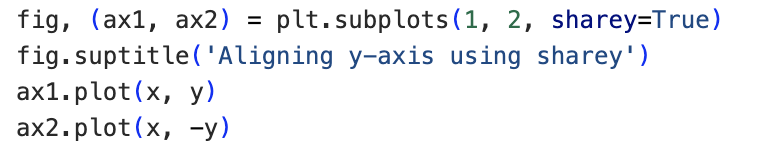 fig, (ax1, ax2) = plt.subplots(1, 2, sharey=True)
fig.suptitle('Aligning y-axis using sharey')
ax1.plot(x, y)
ax2.plot(x, -y)